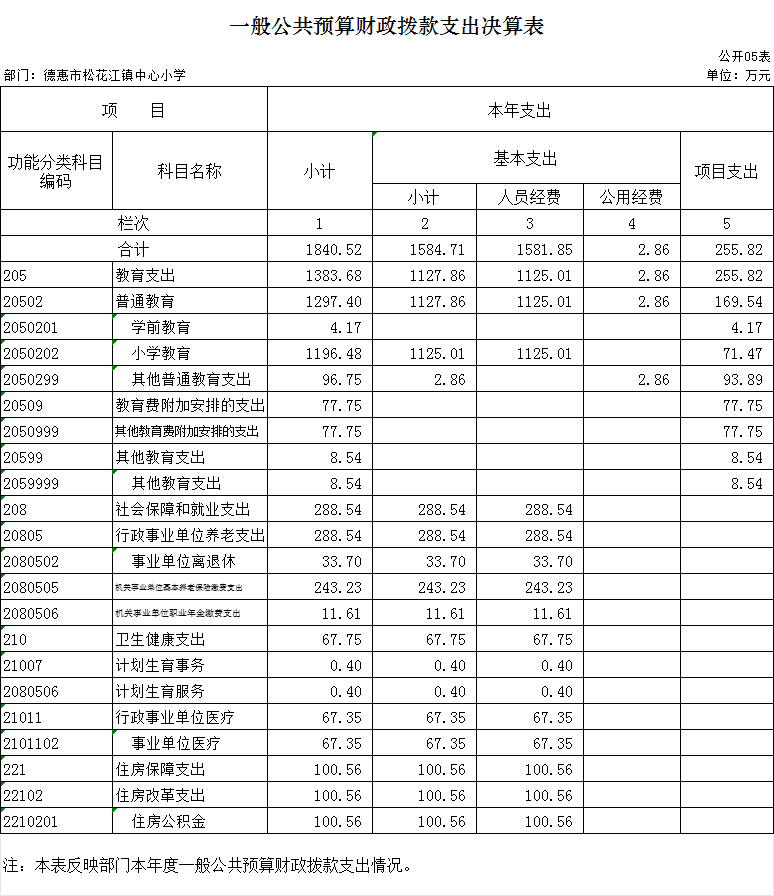 一般公共预算财政拨款支出决算表
公开05表
部门：德惠市松花江镇中心小学 单位：万元
项 目 本年支出
功能分类科目编码 科目名称 小计 基本支出 项目支出
小计 人员经费 公用经费
栏次 1 2 3 4 5
合计 1840.52 1584.71 1581.85 2.86 255.82
205 教育支出 1383.68 1127.86 1125.01 2.86 255.82
20502 普通教育 1297.40 1127.86 1125.01 2.86 169.54
2050201 学前教育 4.17 4.17
2050202 小学教育 1196.48 1125.01 1125.01 71.47
2050299 其他普通教育支出 96.75 2.86 2.86 93.89
20509 教育费附加安排的支出 77.75 77.75
2050999 其他教育费附加安排的支出 77.75 77.75
20599 其他教育支出 8.54 8.54
2059999 其他教育支出 8.54 8.54
208 社会保障和就业支出 288.54 288.54 288.54
20805 行政事业单位养老支出 288.54 288.54 288.54
2080502 事业单位离退休 33.70 33.70 33.70
2080505 机关事业单位基本养老保险缴费支出 243.23 243.23 243.23
2080506 机关事业单位职业年金缴费支出 11.61 11.61 11.61
210 卫生健康支出 67.75 67.75 67.75
21007 计划生育事务 0.40 0.40 0.40
2080506 计划生育服务 0.40 0.40 0.40
21011 行政事业单位医疗 67.35 67.35 67.35
2101102 事业单位医疗 67.35 67.35 67.35
221 住房保障支出 100.56 100.56 100.56
22102 住房改革支出 100.56 100.56 100.56
2210201 住房公积金 100.56 100.56 100.56
注：本表反映部门本年度一般公共预算财政拨款支出情况。